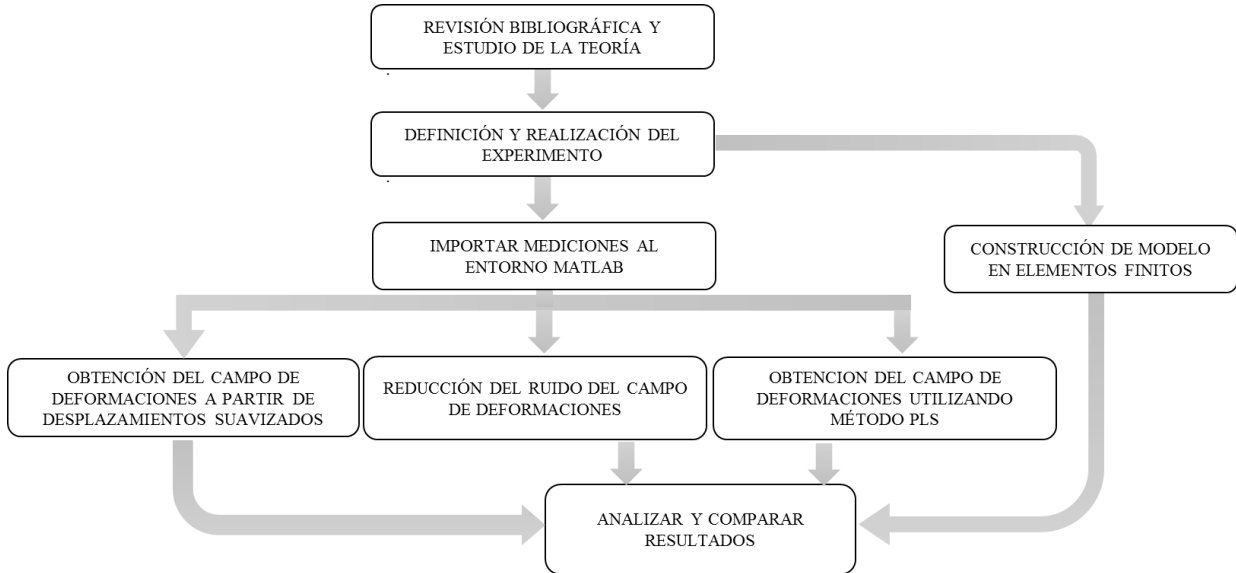 REVISIÓN BIBLIOGRÁFICA Y
ESTUDIO DE LA TEORÍA
.
DEFINICIÓN Y REALIZACIÓN DEL
EXPERIMENTO
.
IMPORTAR MEDICIONES AL
ENTORNO MATLAB
CONSTRUCCIÓN DE MODELO
EN ELEMENTOS FINITOS
OBTENCIÓN DEL CAMPO DE
DEFORMACIONES A PARTIR DE
DESPLAZAMIENTOS SUAVIZADOS
REDUCCIÓN DEL RUIDO DEL CAMPO
DE DEFORMACIONES
OBTENCION DEL CAMPO DE
DEFORMACIONES UTILIZANDO
MÉTODO PLS
ANALIZAR Y COMPARAR
RESULTADOS